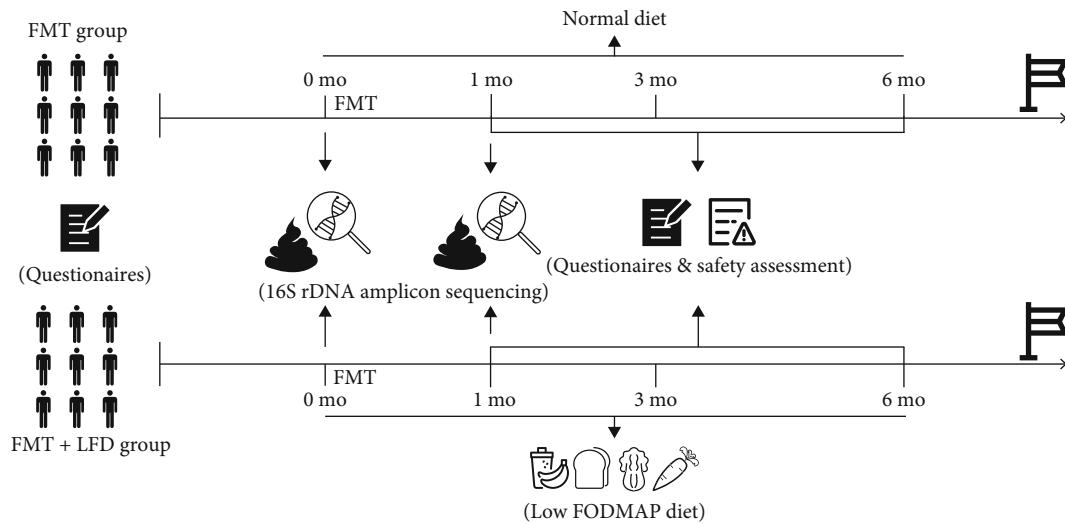 Normal diet
FMT group
0 mo
1 mo
3 mo
6 mo
FMT
(Questionaires)
(16S rDNA amplicon sequencing)
(Questionaires & safety assessment)
FMT
0 mo
1 mo
3 mo
6 mo
FMT + LFD group
(Low FODMAP diet)